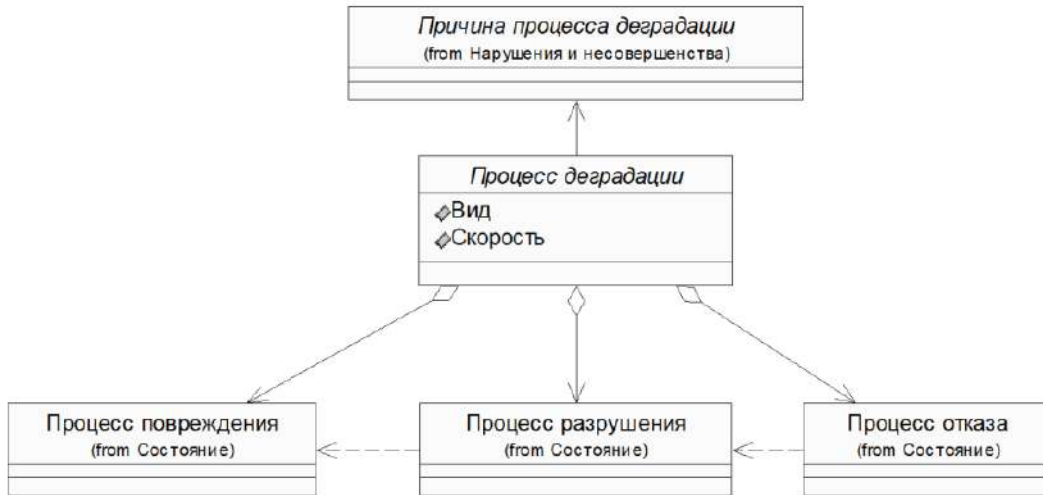 Причина процесса деградации
(from Нарушения и несовершенства)
Процесс деградации
Вид
Скорость
Процесс повреждения
(from Состояние)
Процесс разрушения
(from Состояние)
Процесс отказа
(from Состояние)